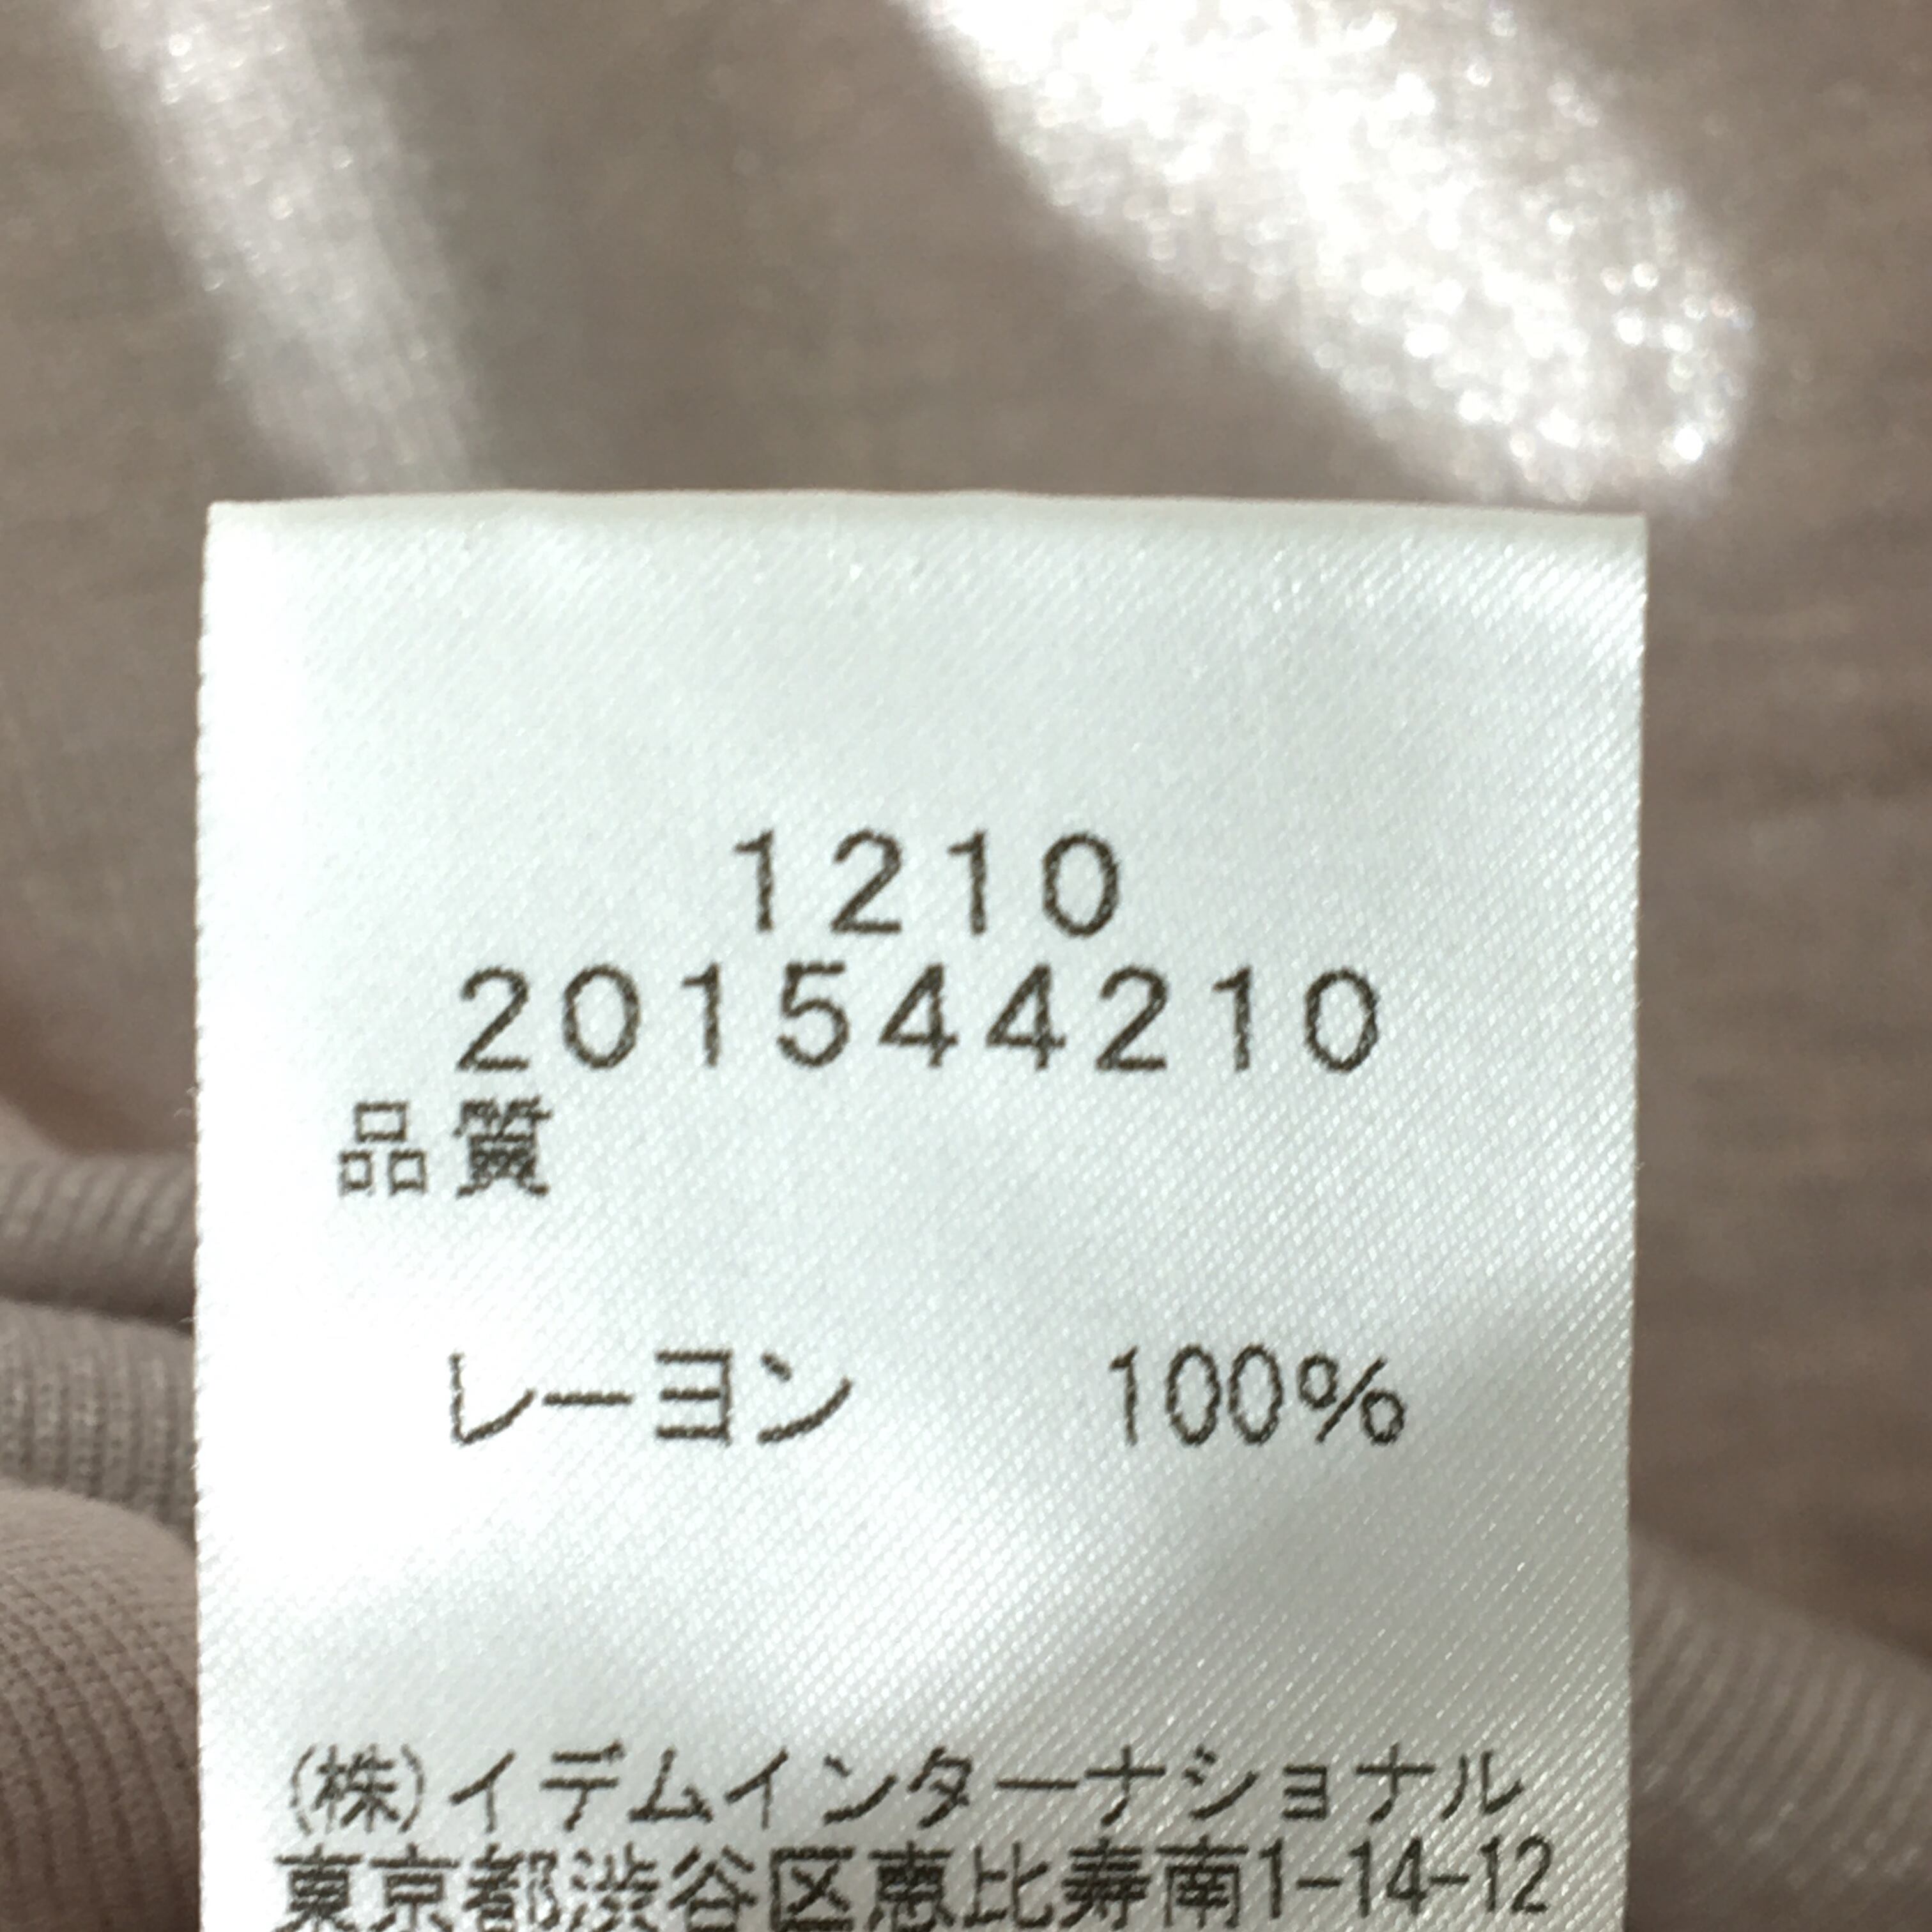 1210
201544210
品質
レーヨン 100%
(株)イデムインターナショナル
東京都渋谷区恵比寿南1-14-12